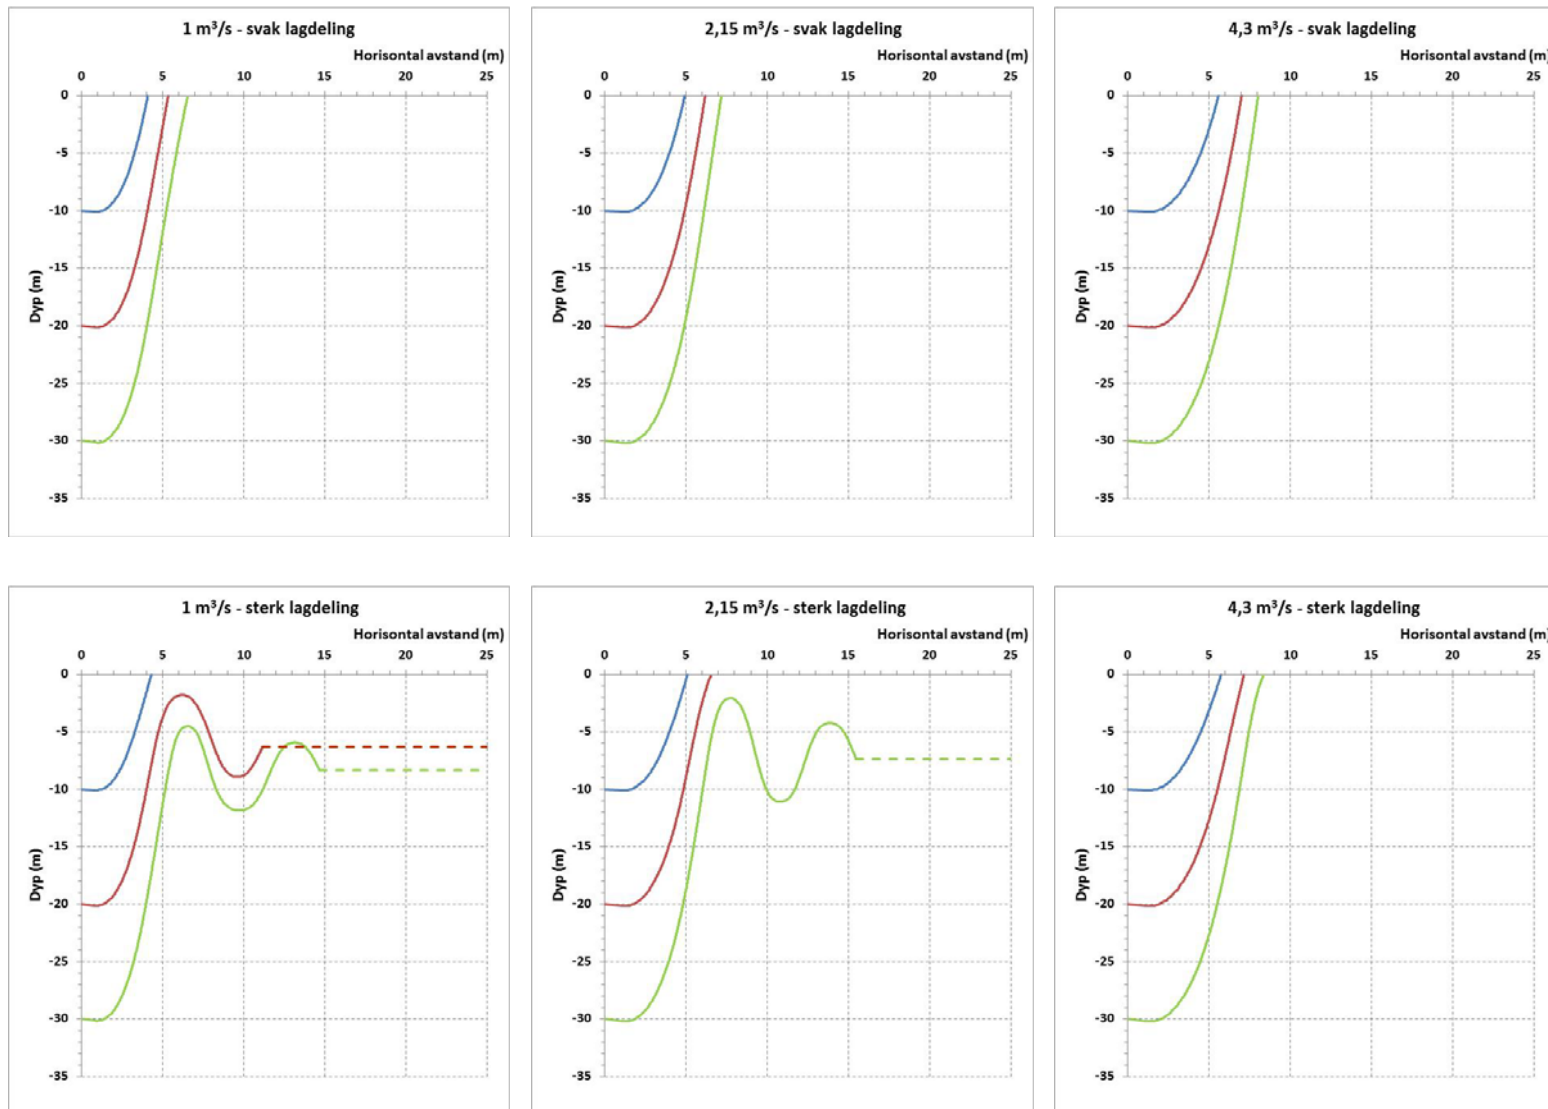 1 m³/s - svak lagdeling
Horisontal avstand (m)
0 5 10 15 20 25
0
-5
-10
-15
-20
-25
-30
-35
Dyp (m)
2,15 m³/s - svak lagdeling
Horisontal avstand (m)
0 5 10 15 20 25
0
-5
-10
-15
-20
-25
-30
-35
Dyp (m)
4,3 m³/s - svak lagdeling
Horisontal avstand (m)
0 5 10 15 20 25
0
-5
-10
-15
-20
-25
-30
-35
Dyp (m)
1 m³/s - sterk lagdeling
Horisontal avstand (m)
0 5 10 15 20 25
0
-5
-10
-15
-20
-25
-30
-35
Dyp (m)
2,15 m³/s - sterk lagdeling
Horisontal avstand (m)
0 5 10 15 20 25
0
-5
-10
-15
-20
-25
-30
-35
Dyp (m)
4,3 m³/s - sterk lagdeling
Horisontal avstand (m)
0 5 10 15 20 25
0
-5
-10
-15
-20
-25
-30
-35
Dyp (m)